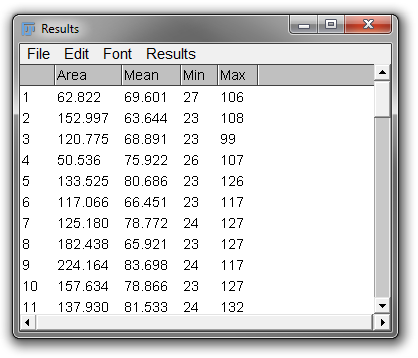 Results
File Edit Font Results
Area Mean Min Max
1 62.822 69.601 27 106
2 152.997 63.644 23 108
3 120.775 68.891 23 99
4 50.536 75.922 26 107
5 133.525 80.686 23 126
6 117.066 66.451 23 117
7 125.180 78.772 24 127
8 182.438 65.921 23 127
9 224.164 83.698 24 117
10 157.634 78.866 23 127
11 137.930 81.533 24 132